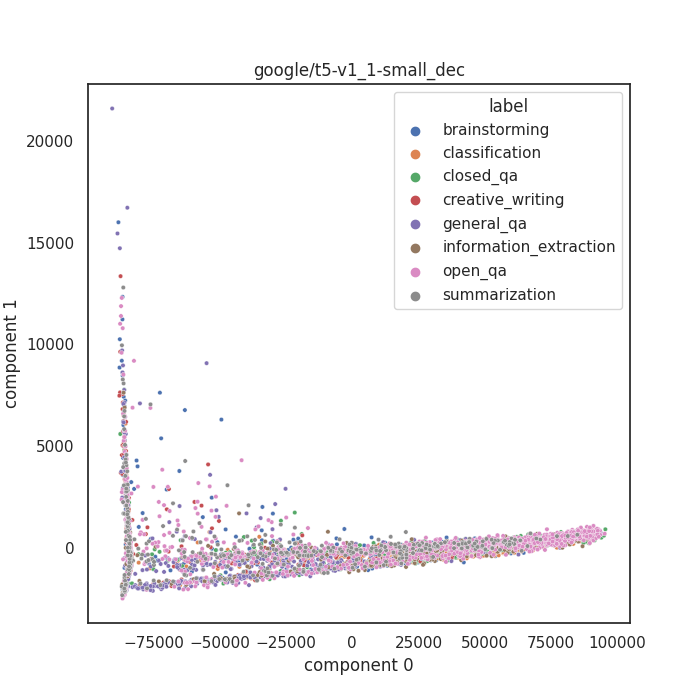 google/t5-v1_1-small_dec
label
brainstorming
classification
closed_qa
creative_writing
general_qa
information_extraction
open_qa
summarization
20000
15000
10000
5000
0
component 1
−75000 −50000 −25000 0 25000 50000 75000 100000
component 0